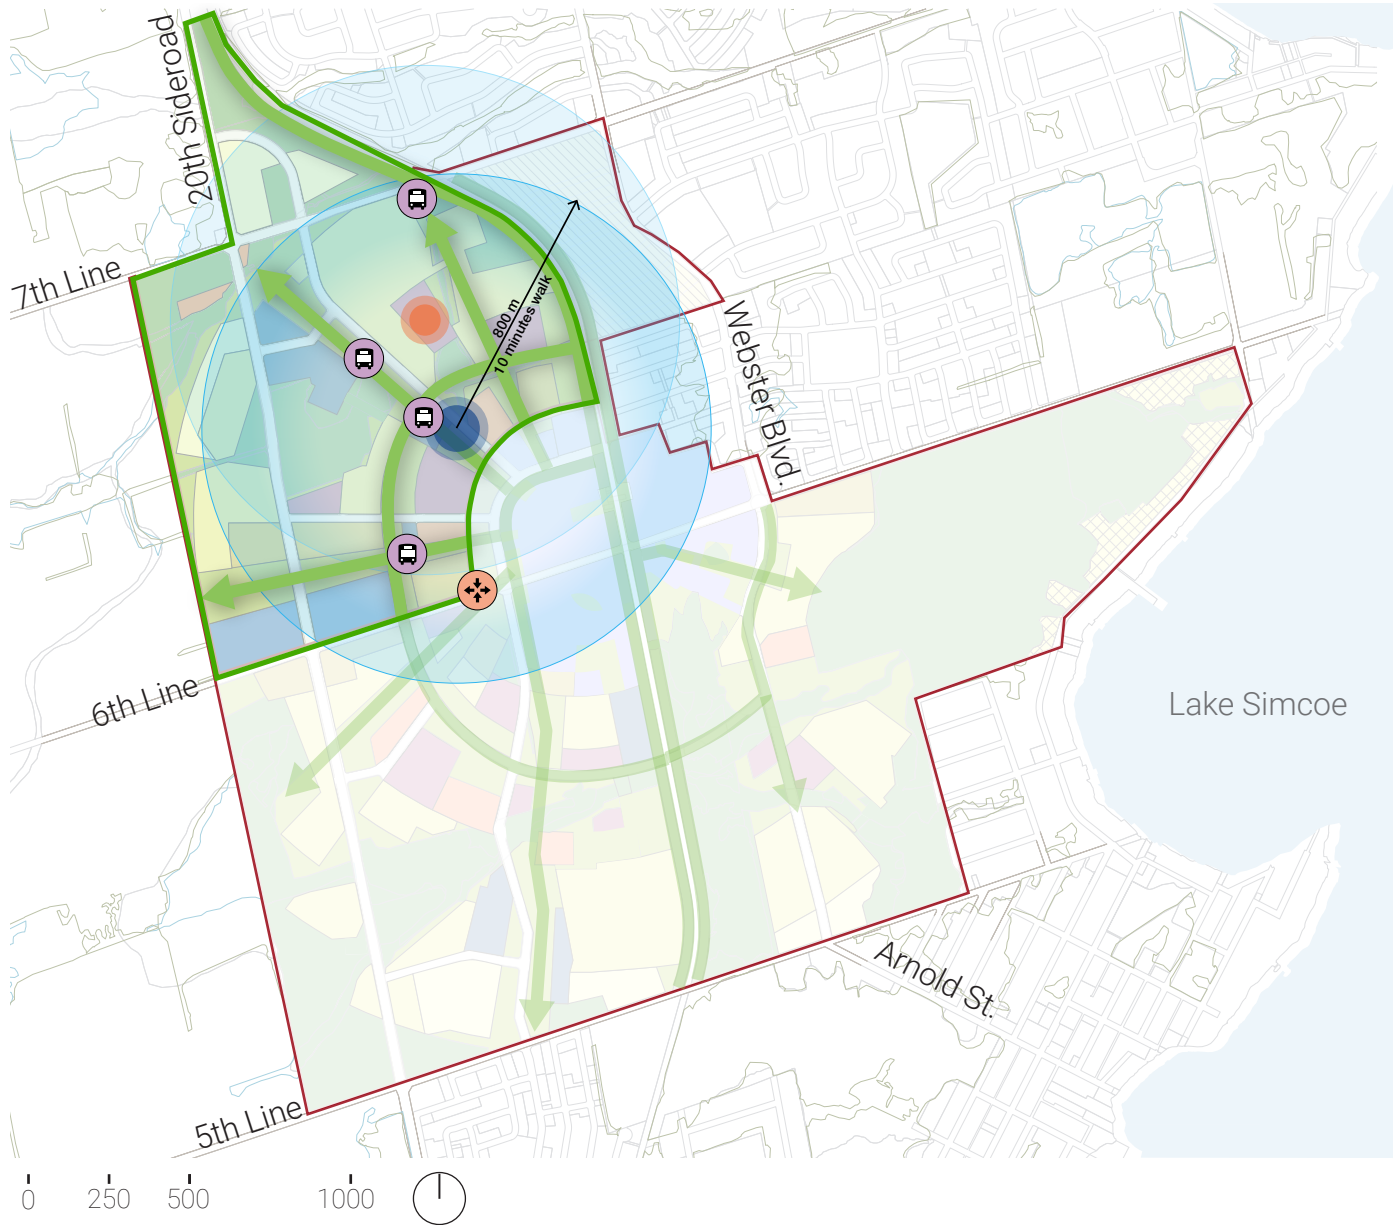 20th Sideroad
7th Line
800 m
10 minutes walk
Webster Blvd.
6th Line
Lake Simcoe
Arnold St.
5th Line
0 250 500 1000